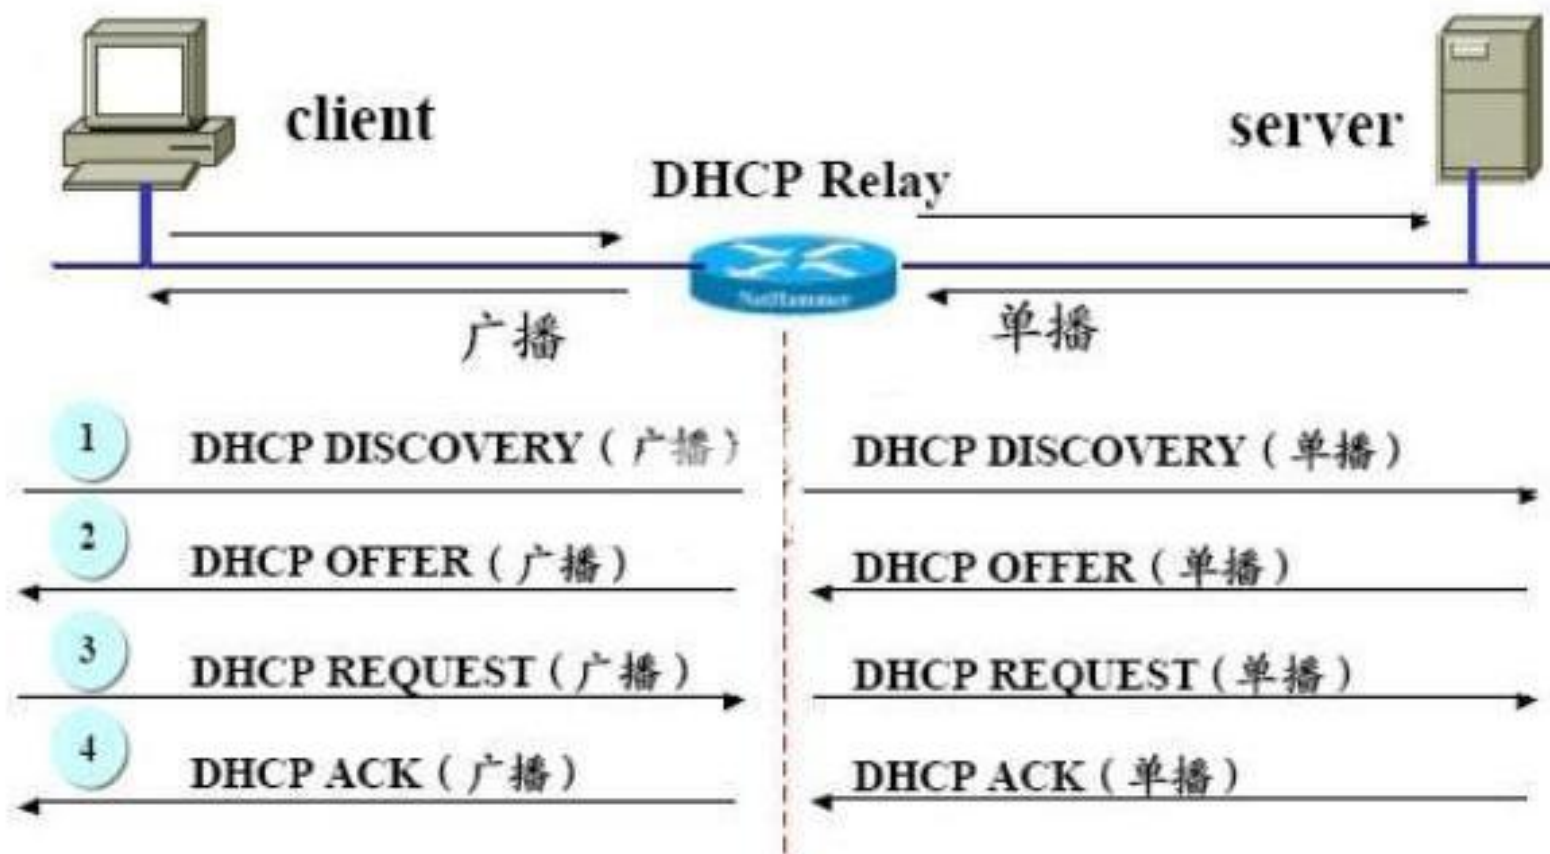 client
server
DHCP Relay
NetHammer
广播
单播
1
DHCP DISCOVERY ( 广播 )
DHCP DISCOVERY ( 单播 )
2
DHCP OFFER ( 广播 )
DHCP OFFER ( 单播 )
3
DHCP REQUEST ( 广播 )
DHCP REQUEST ( 单播 )
4
DHCP ACK ( 广播 )
DHCP ACK ( 单播 )